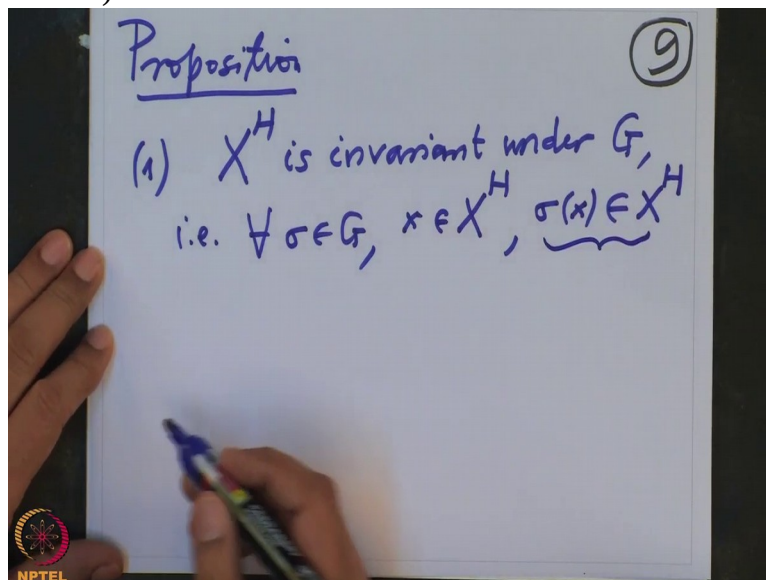 Proposition
9
(1) X^H is invariant under G,
i.e. ∀ σ ∈ G, x ∈ X^H, σ(x) ∈ X^H
NPTEL